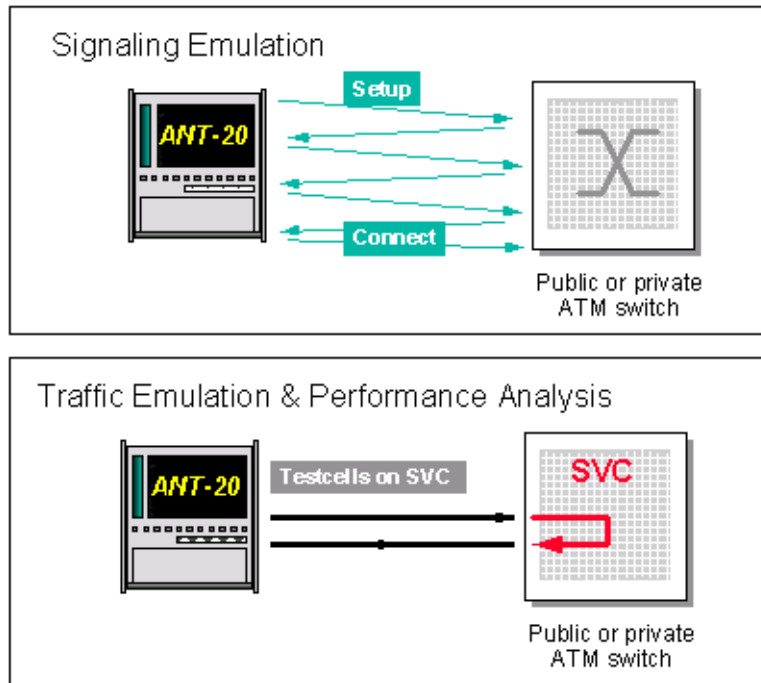 Signaling Emulation
Setup
ANT-20
Connect
Public or private
ATM switch
Traffic Emulation & Performance Analysis
Testcells on SVC
SVC
ANT-20
Public or private
ATM switch